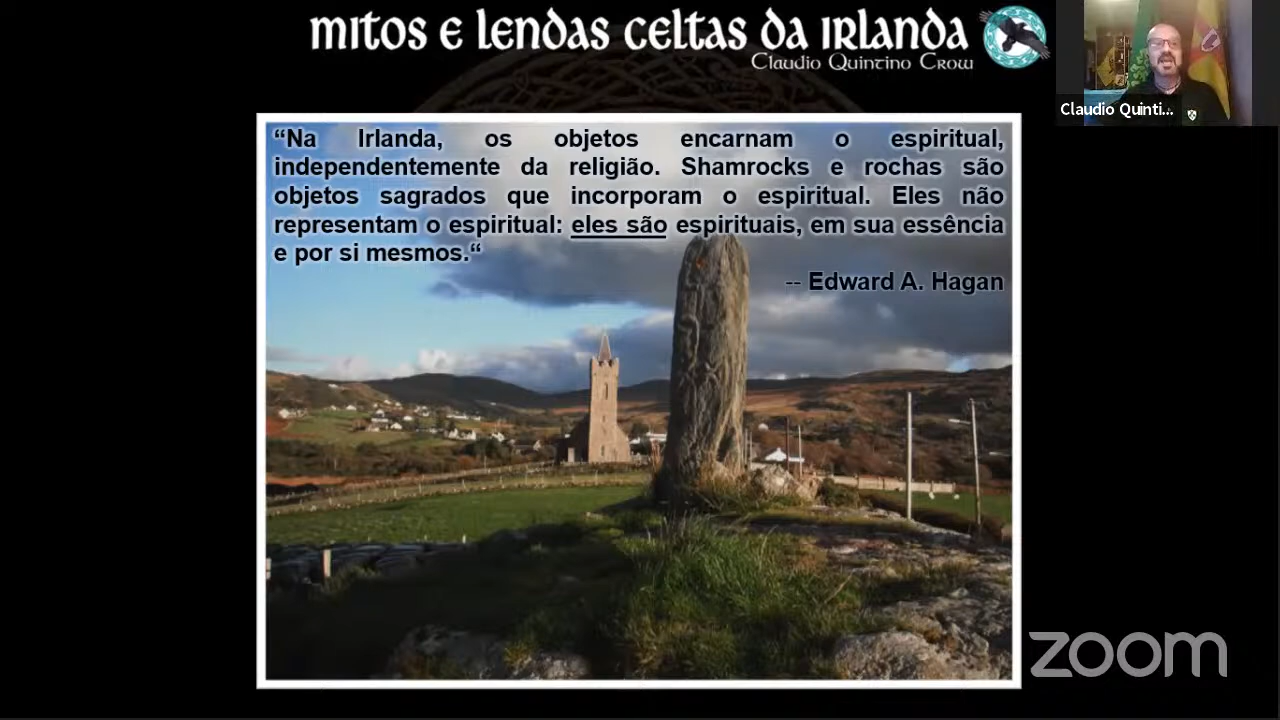 mitos e lendas celtas da irlanda
Claudio Quintino Crow
Claudio Quinti...
“Na Irlanda, os objetos encarnam o espiritual,
independentemente da religião. Shamrocks e rochas são
objetos sagrados que incorporam o espiritual. Eles não
representam o espiritual: eles são espirituais, em sua essência
e por si mesmos.“
-- Edward A. Hagan
zoom